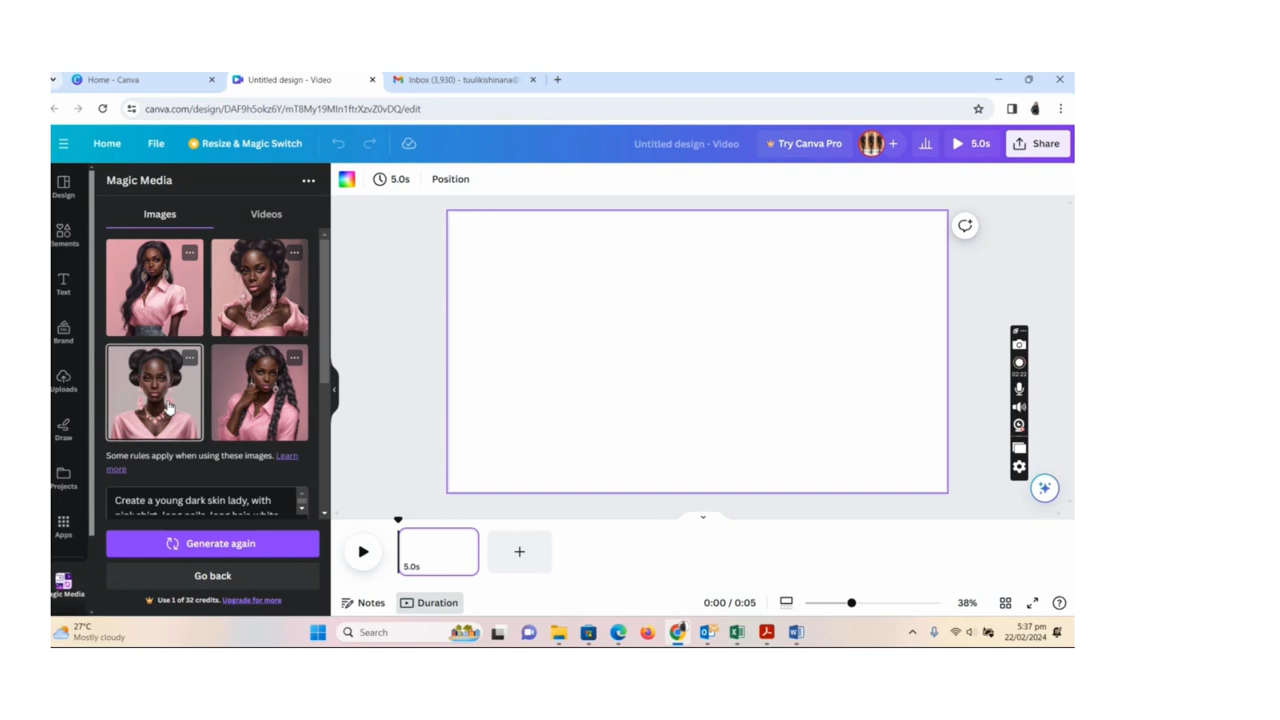 Home - Canva
Untitled design - Video
Inbox (3,930) - tuulikishinana@
canva.com/design/DAF9h5okz6Y/mT8My19MIn1ftrXzvZ0vDQ/edit
Home
File
Resize & Magic Switch
Untitled design - Video
Try Canva Pro
5.0s
Share
Design
Elements
Text
Brand
Uploads
Draw
Projects
Apps
Magic Media
Magic Media
Images
Videos
Some rules apply when using these images. Learn
more
Create a young dark skin lady, with
Generate again
Go back
Use 1 of 32 credits. Upgrade for more
5.0s
Position
02:22
5.0s
Notes
Duration
0:00 / 0:05
38%
27°C
Mostly cloudy
Search
5:37 pm
22/02/2024